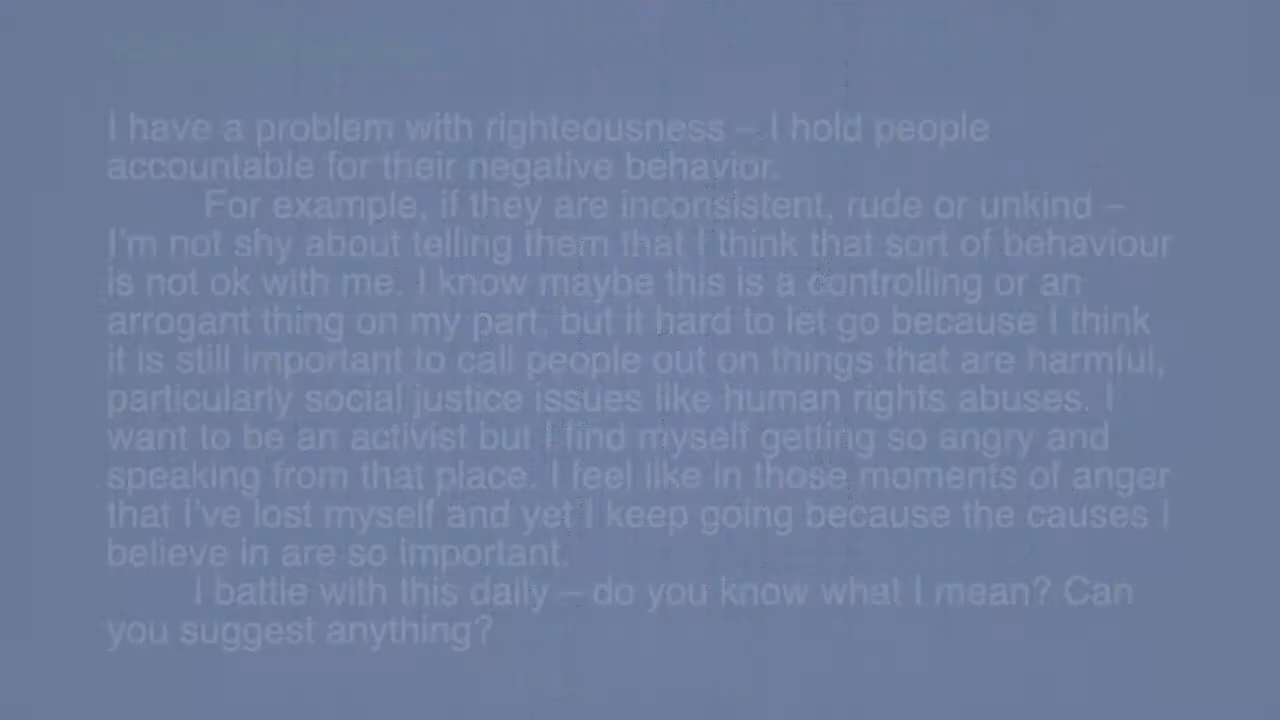 I have a problem with righteousness – I hold people
accountable for their negative behavior.
For example, if they are inconsistent, rude or unkind –
I'm not shy about telling them that I think that sort of behaviour
is not ok with me. I know maybe this is a controlling or an
arrogant thing on my part, but it hard to let go because I think
it is still important to call people out on things that are harmful,
particularly social justice issues like human rights abuses. I
want to be an activist but I find myself getting so angry and
speaking from that place. I feel like in those moments of anger
that I've lost myself and yet I keep going because the causes I
believe in are so important.
I battle with this daily – do you know what I mean? Can
you suggest anything?